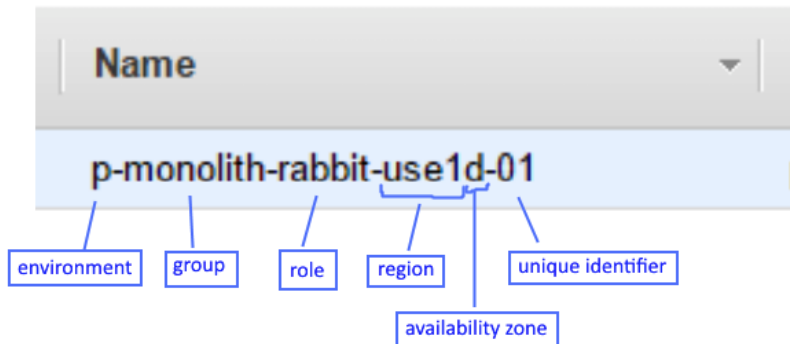 Name
p-monolith-rabbit-use1d-01
environment
group
role
region
unique identifier
availability zone